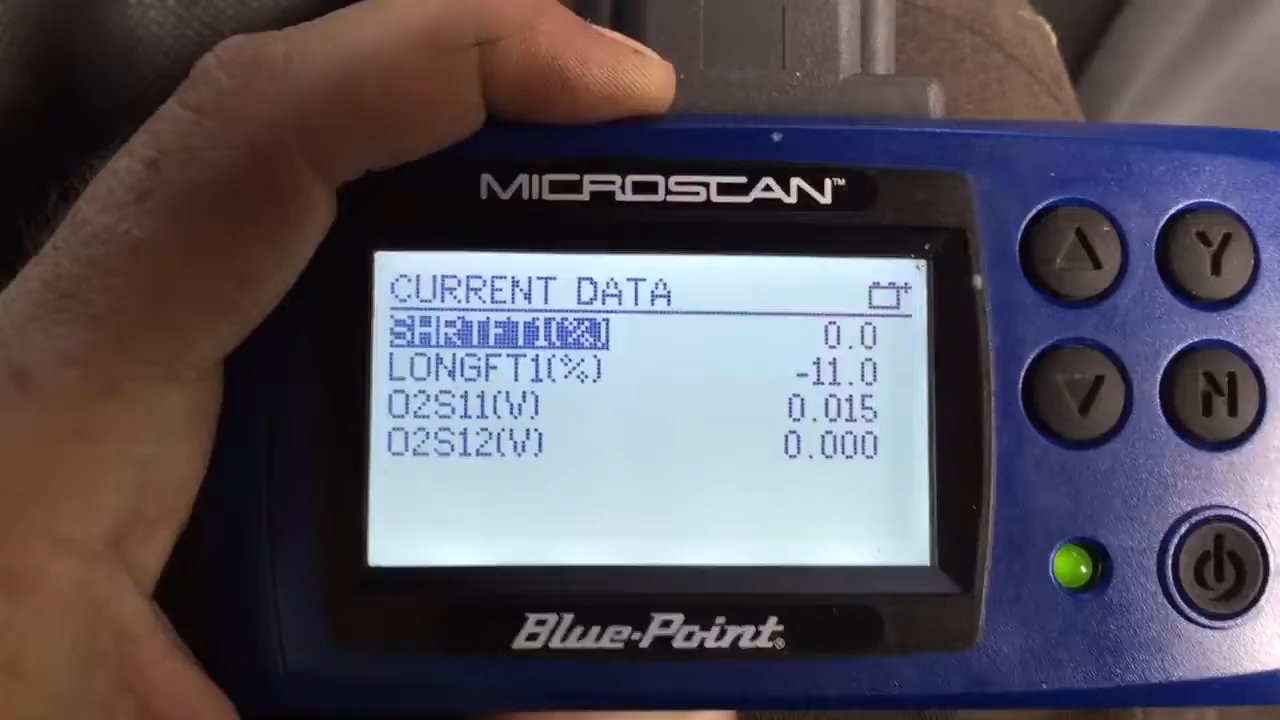 MICROSCAN™
CURRENT DATA
SHRTFT1(%) 0.0
LONGFT1(%) -11.0
O2S11(V) 0.015
O2S12(V) 0.000
Y
N
Blue-Point®